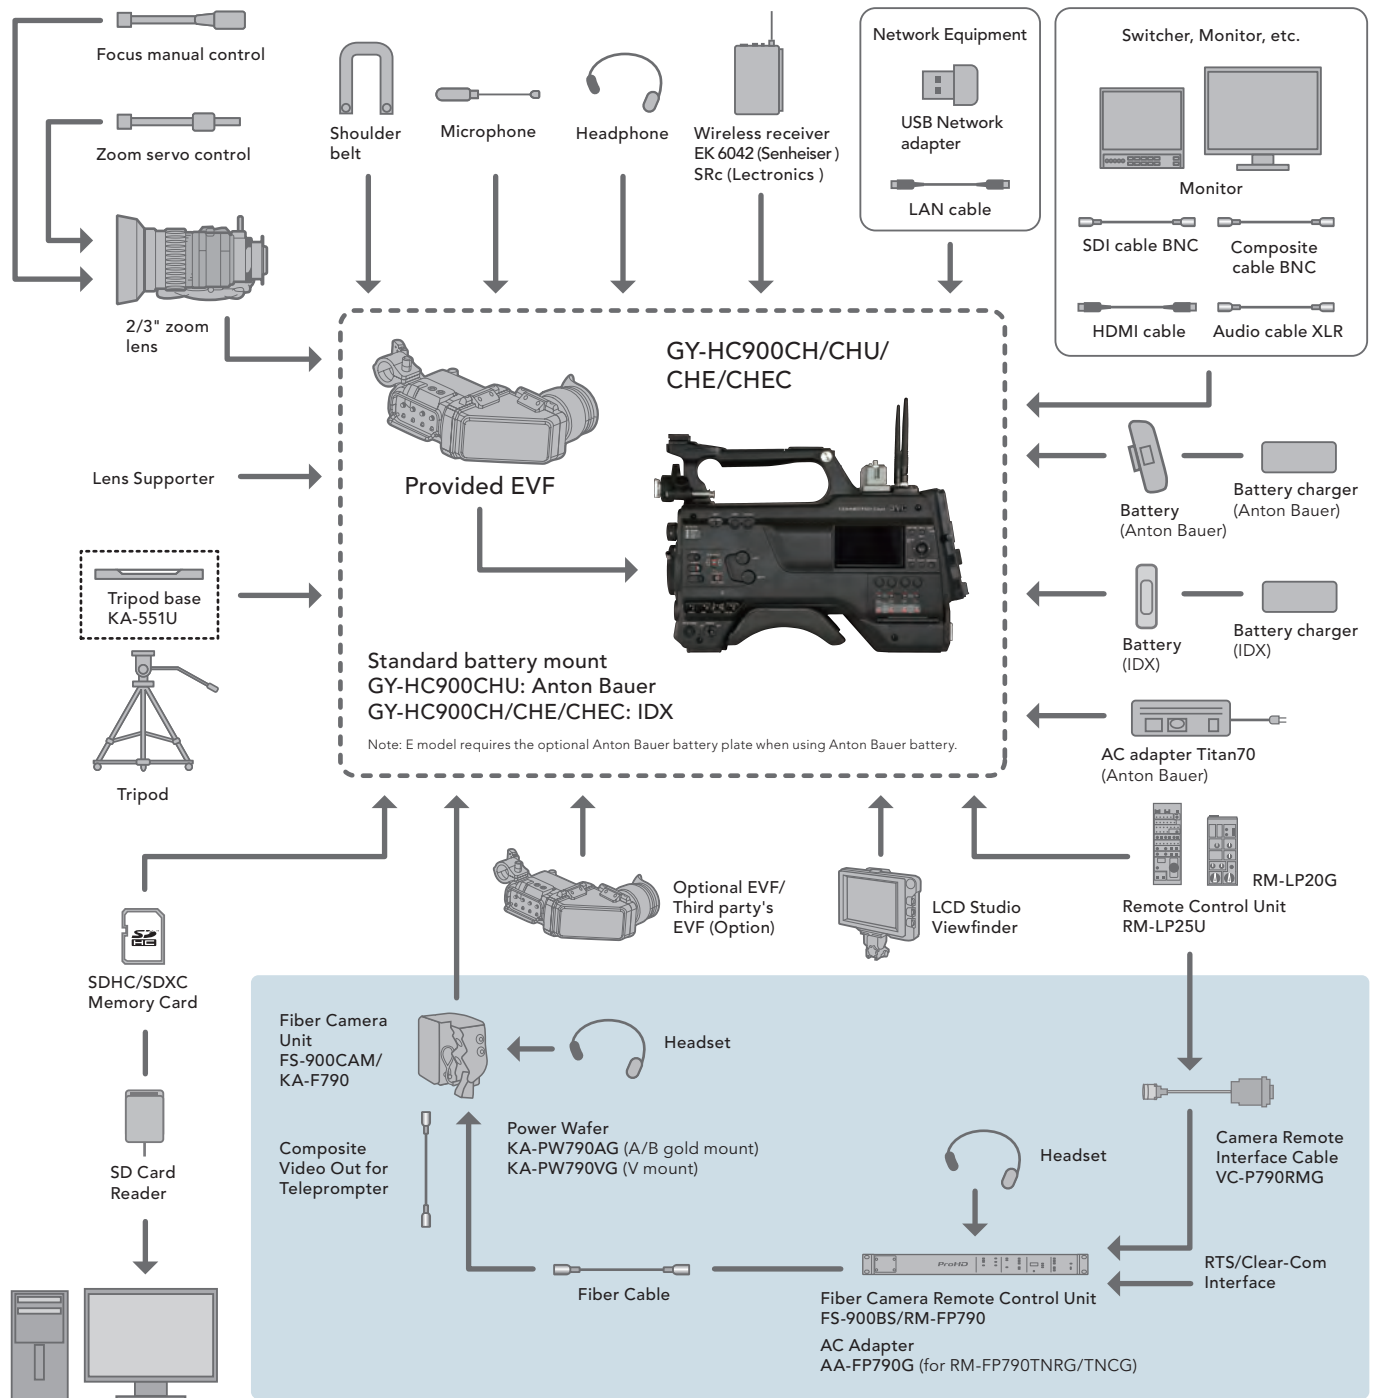 Focus manual control
Zoom servo control
2/3" zoom
lens
Shoulder
belt
Microphone
Headphone
Wireless receiver
EK 6042 (Senheiser )
SRc (Lectronics )
Network Equipment
USB Network
adapter
LAN cable
Switcher, Monitor, etc.
Monitor
SDI cable BNC
Composite
cable BNC
HDMI cable
Audio cable XLR
GY-HC900CH/CHU/
CHE/CHEC
Provided EVF
Standard battery mount
GY-HC900CHU: Anton Bauer
GY-HC900CH/CHE/CHEC: IDX
Note: E model requires the optional Anton Bauer battery plate when using Anton Bauer battery.
Lens Supporter
Tripod base
KA-551U
Tripod
Battery
(Anton Bauer)
Battery charger
(Anton Bauer)
Battery
(IDX)
Battery charger
(IDX)
AC adapter Titan70
(Anton Bauer)
RM-LP20G
Remote Control Unit
RM-LP25U
Optional EVF/
Third party's
EVF (Option)
LCD Studio
Viewfinder
SD
HC
SDHC/SDXC
Memory Card
SD Card
Reader
Fiber Camera
Unit
FS-900CAM/
KA-F790
Headset
Composite
Video Out for
Teleprompter
Power Wafer
KA-PW790AG (A/B gold mount)
KA-PW790VG (V mount)
Headset
Camera Remote
Interface Cable
VC-P790RMG
RTS/Clear-Com
Interface
Fiber Cable
ProHD
Fiber Camera Remote Control Unit
FS-900BS/RM-FP790
AC Adapter
AA-FP790G (for RM-FP790TNRG/TNCG)